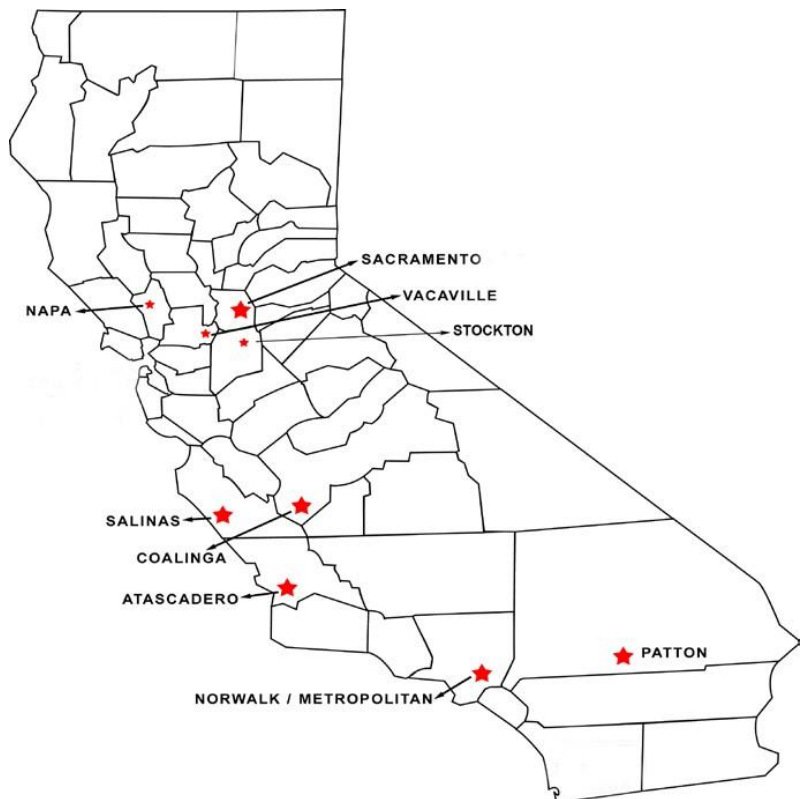 SACRAMENTO
VACAVILLE
NAPA
STOCKTON
SALINAS
COALINGA
ATASCADERO
PATTON
NORWALK / METROPOLITAN